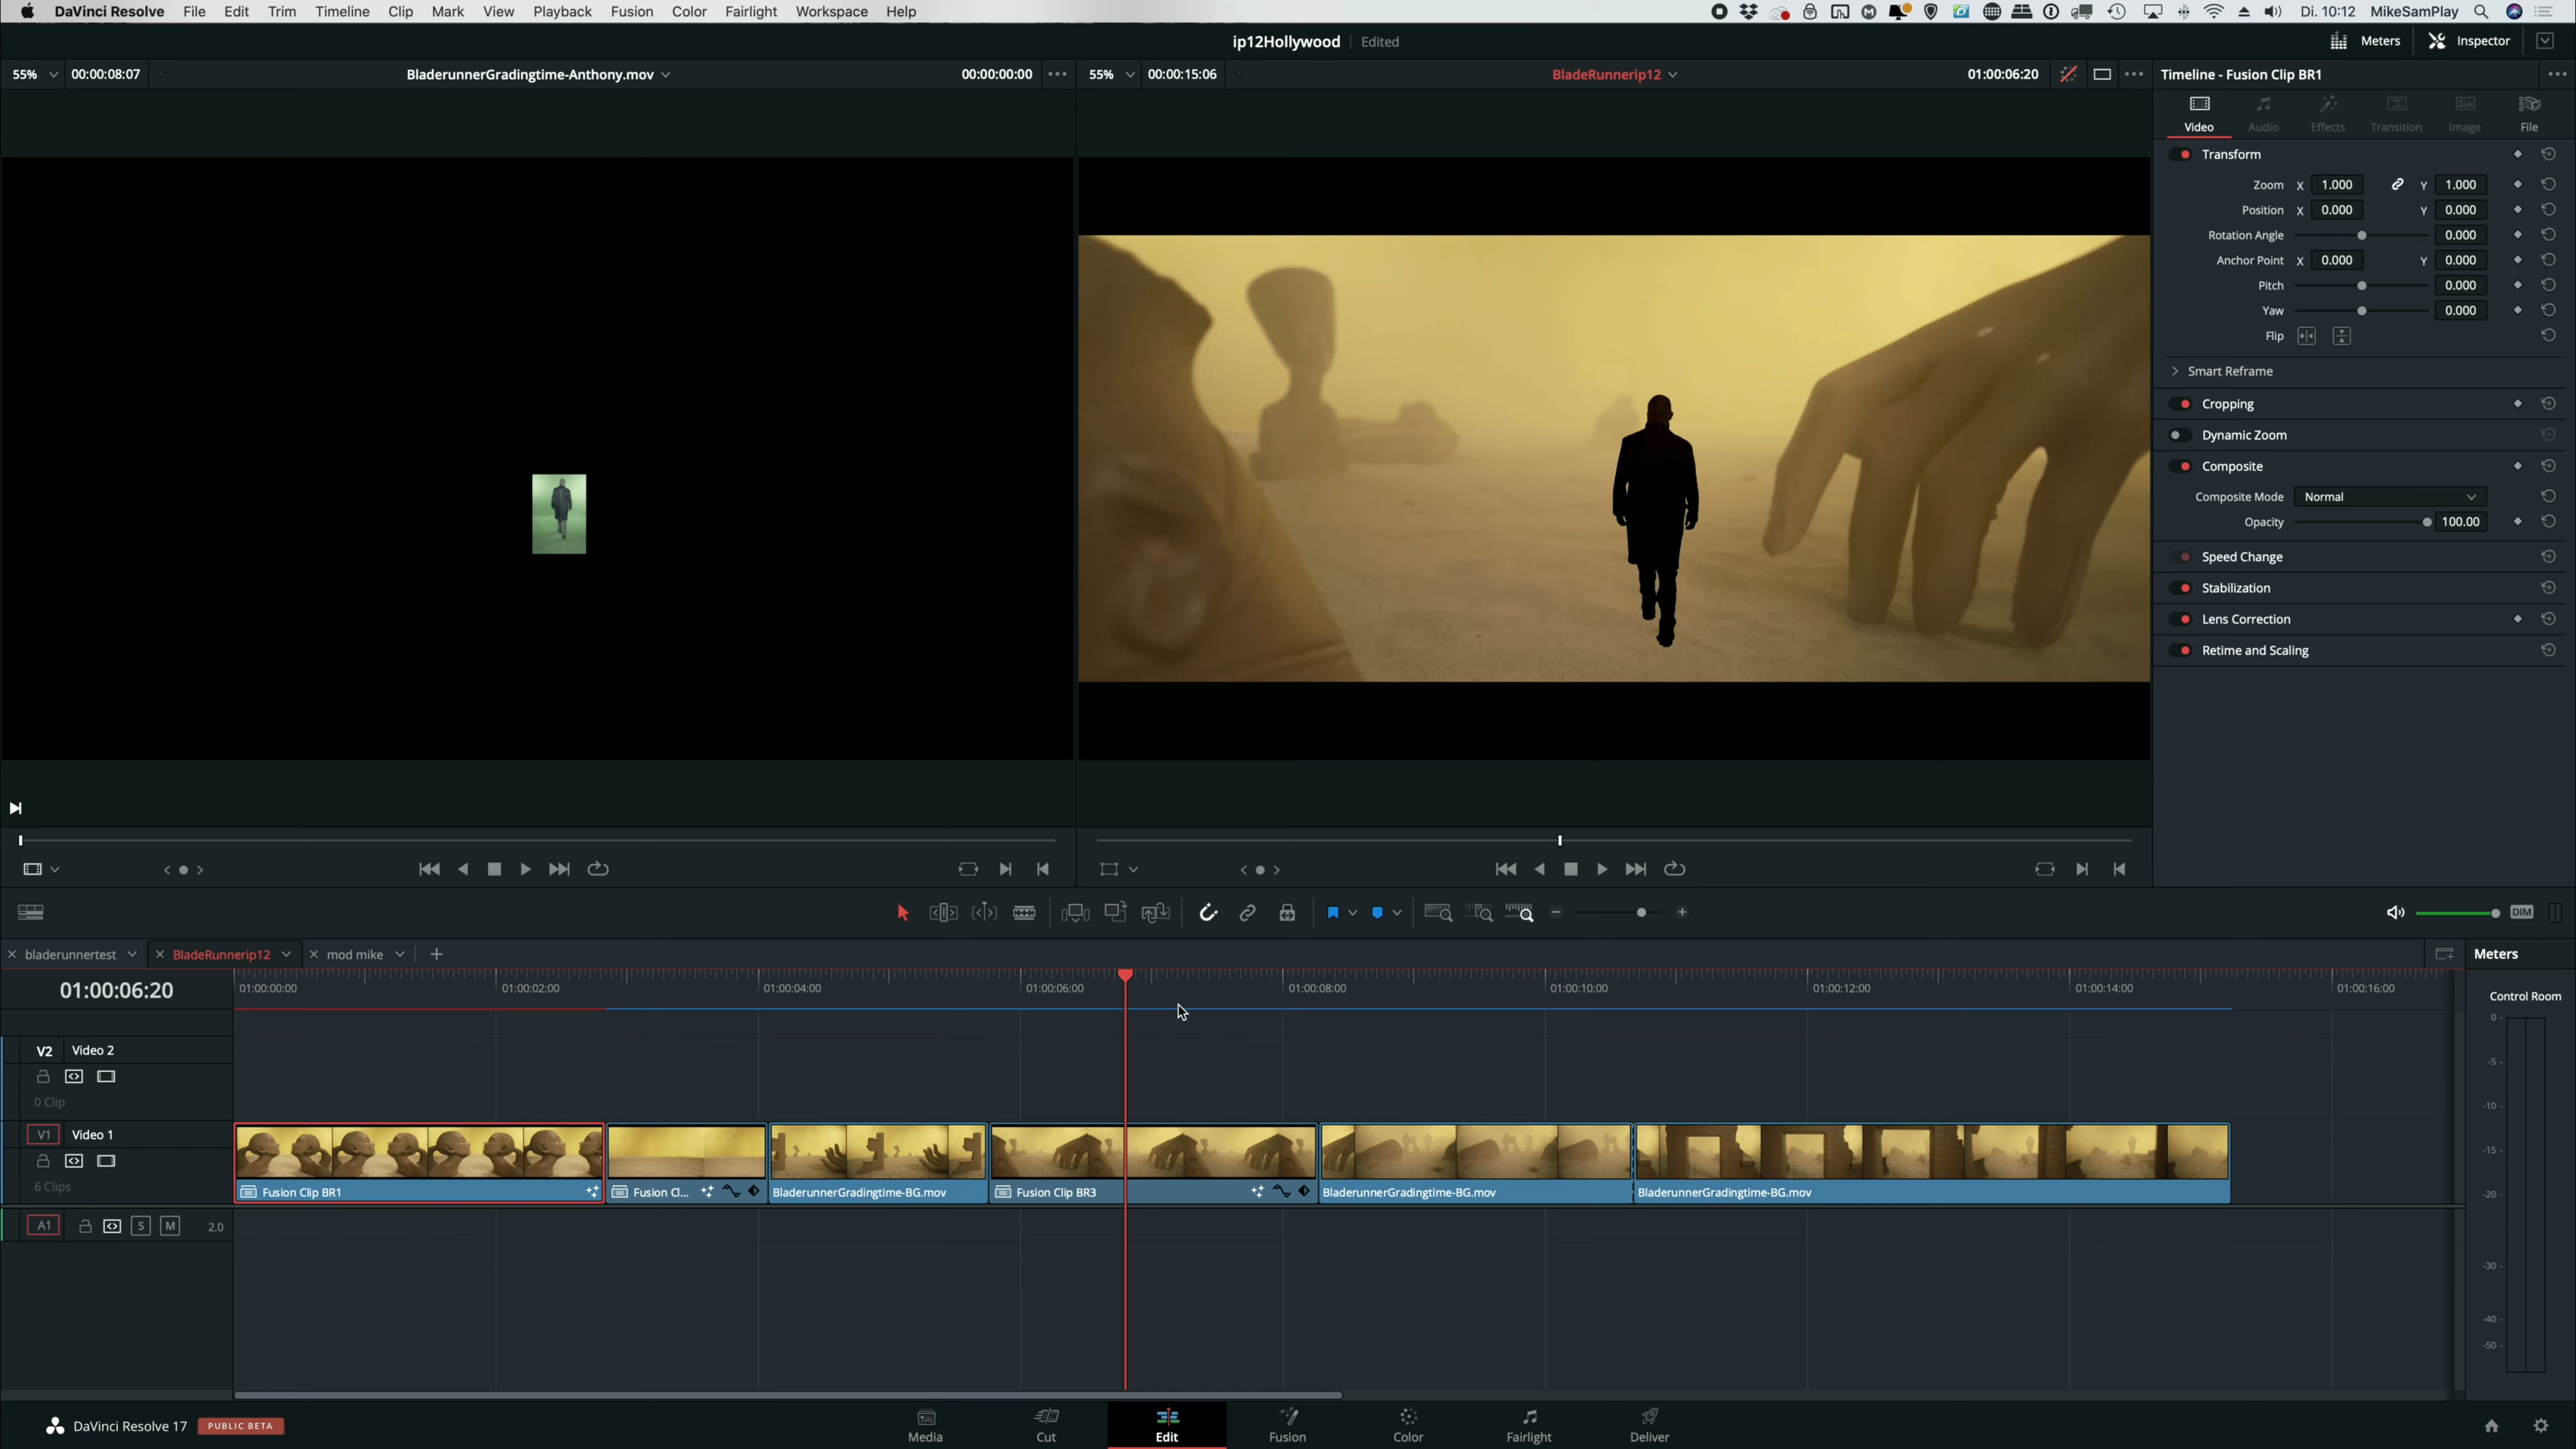 DaVinci Resolve File Edit Trim Timeline Clip Mark View Playback Fusion Color Fairlight Workspace Help Di. 10:12 MikeSamPlay
ip12Hollywood Edited Meters Inspector
55% 00:00:08:07 BladerunnerGradingtime-Anthony.mov 00:00:00:00 55% 00:00:15:06 BladeRunnerip12 01:00:06:20 Timeline - Fusion Clip BR1
Video Audio Effects Transition Image File
Transform
Zoom X 1.000 Y 1.000
Position X 0.000 Y 0.000
Rotation Angle 0.000
Anchor Point X 0.000 Y 0.000
Pitch 0.000
Yaw 0.000
Flip
Smart Reframe
Cropping
Dynamic Zoom
Composite
Composite Mode Normal
Opacity 100.00
Speed Change
Stabilization
Lens Correction
Retime and Scaling
DIM
bladerunnertest BladeRunnerip12 mod mike Meters
01:00:06:20 01:00:00:00 01:00:02:00 01:00:04:00 01:00:06:00 01:00:08:00 01:00:10:00 01:00:12:00 01:00:14:00 01:00:16:00
Control Room
0
-5
-10
-15
-20
-30
-40
-50
V2 Video 2
0 Clip
V1 Video 1
6 Clips
Fusion Clip BR1 Fusion Cl... BladerunnerGradingtime-BG.mov Fusion Clip BR3 BladerunnerGradingtime-BG.mov BladerunnerGradingtime-BG.mov
A1 S M 2.0
DaVinci Resolve 17 PUBLIC BETA Media Cut Edit Fusion Color Fairlight Deliver